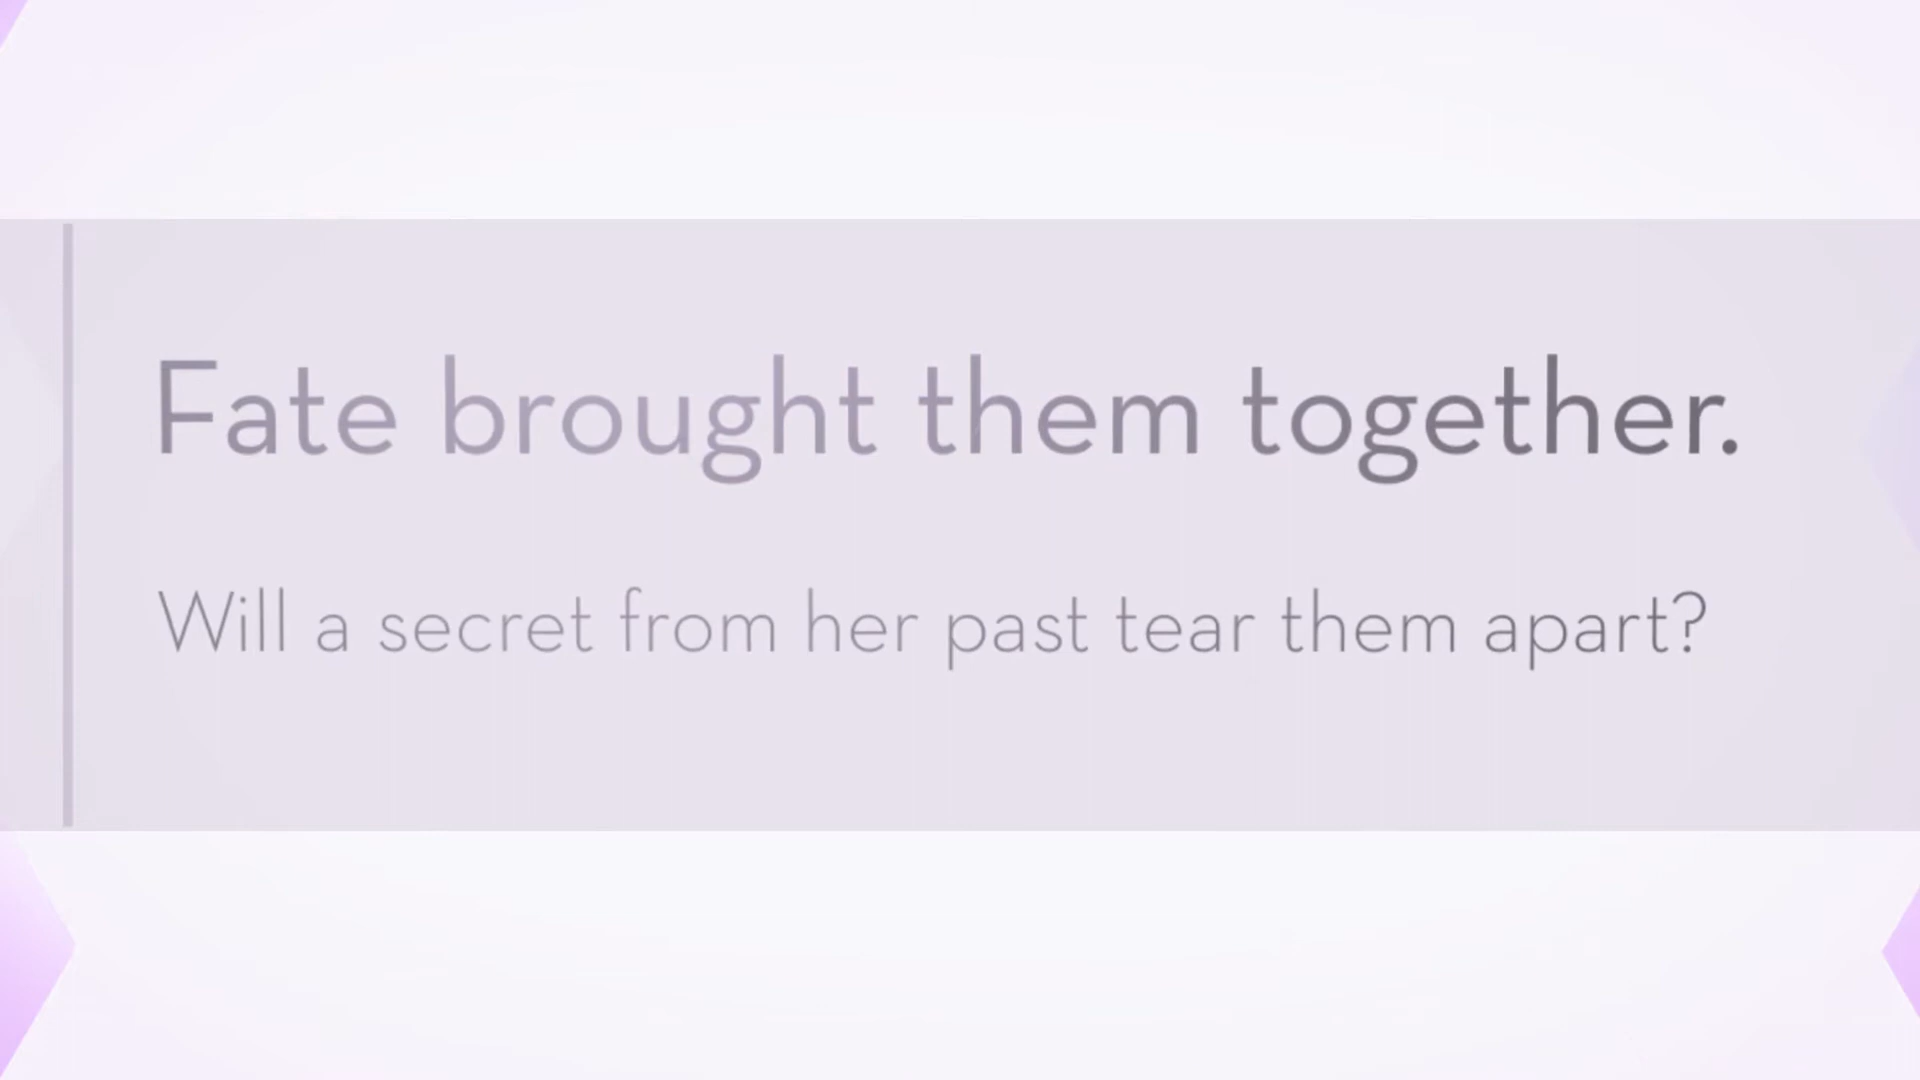 Fate brought them together.
Will a secret from her past tear them apart?